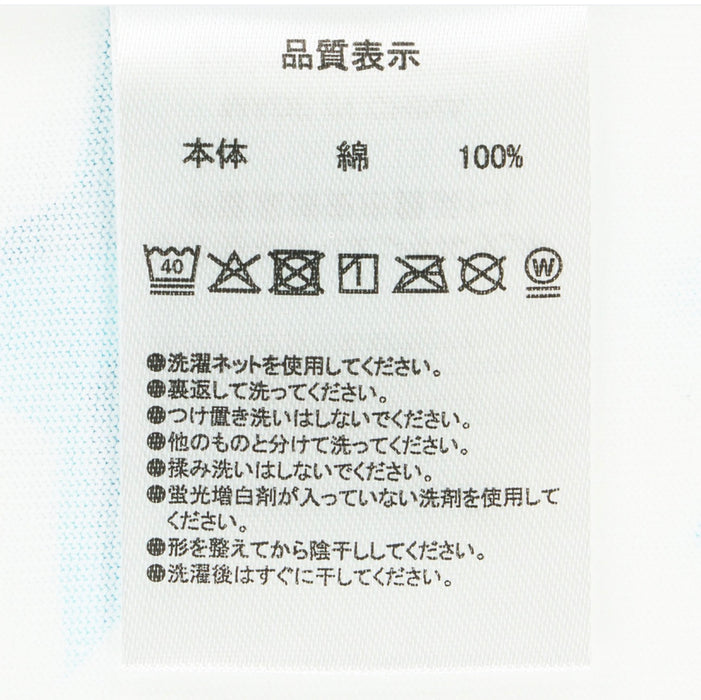 品質表示
本体 綿 100%
40 W
●洗濯ネットを使用してください。
●裏返して洗ってください。
●つけ置き洗いはしないでください。
●他のものと分けて洗ってください。
●揉み洗いはしないでください。
●蛍光増白剤が入っていない洗剤を使用して
ください。
●形を整えてから陰干ししてください。
●洗濯後はすぐに干してください。